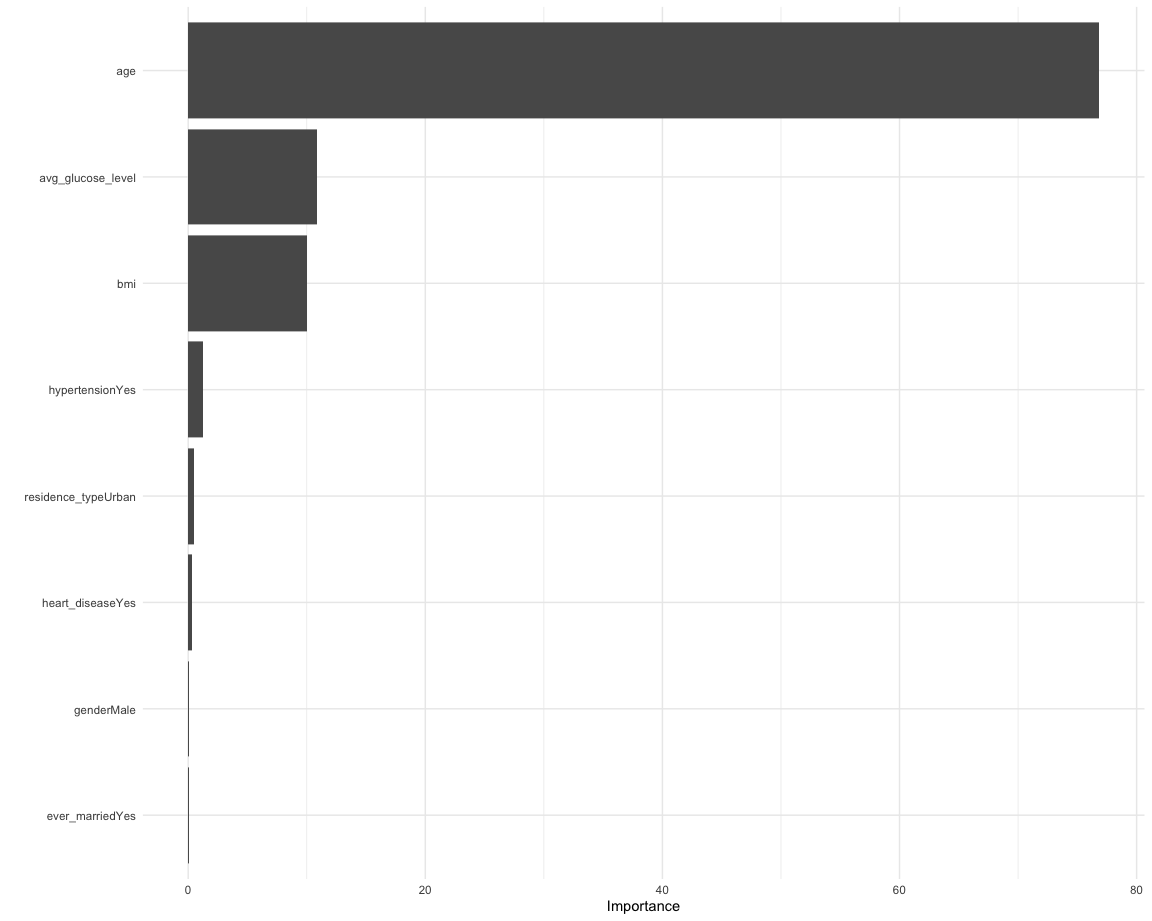 age
avg_glucose_level
bmi
hypertensionYes
residence_typeUrban
heart_diseaseYes
genderMale
ever_marriedYes
0 20 40 60 80
Importance